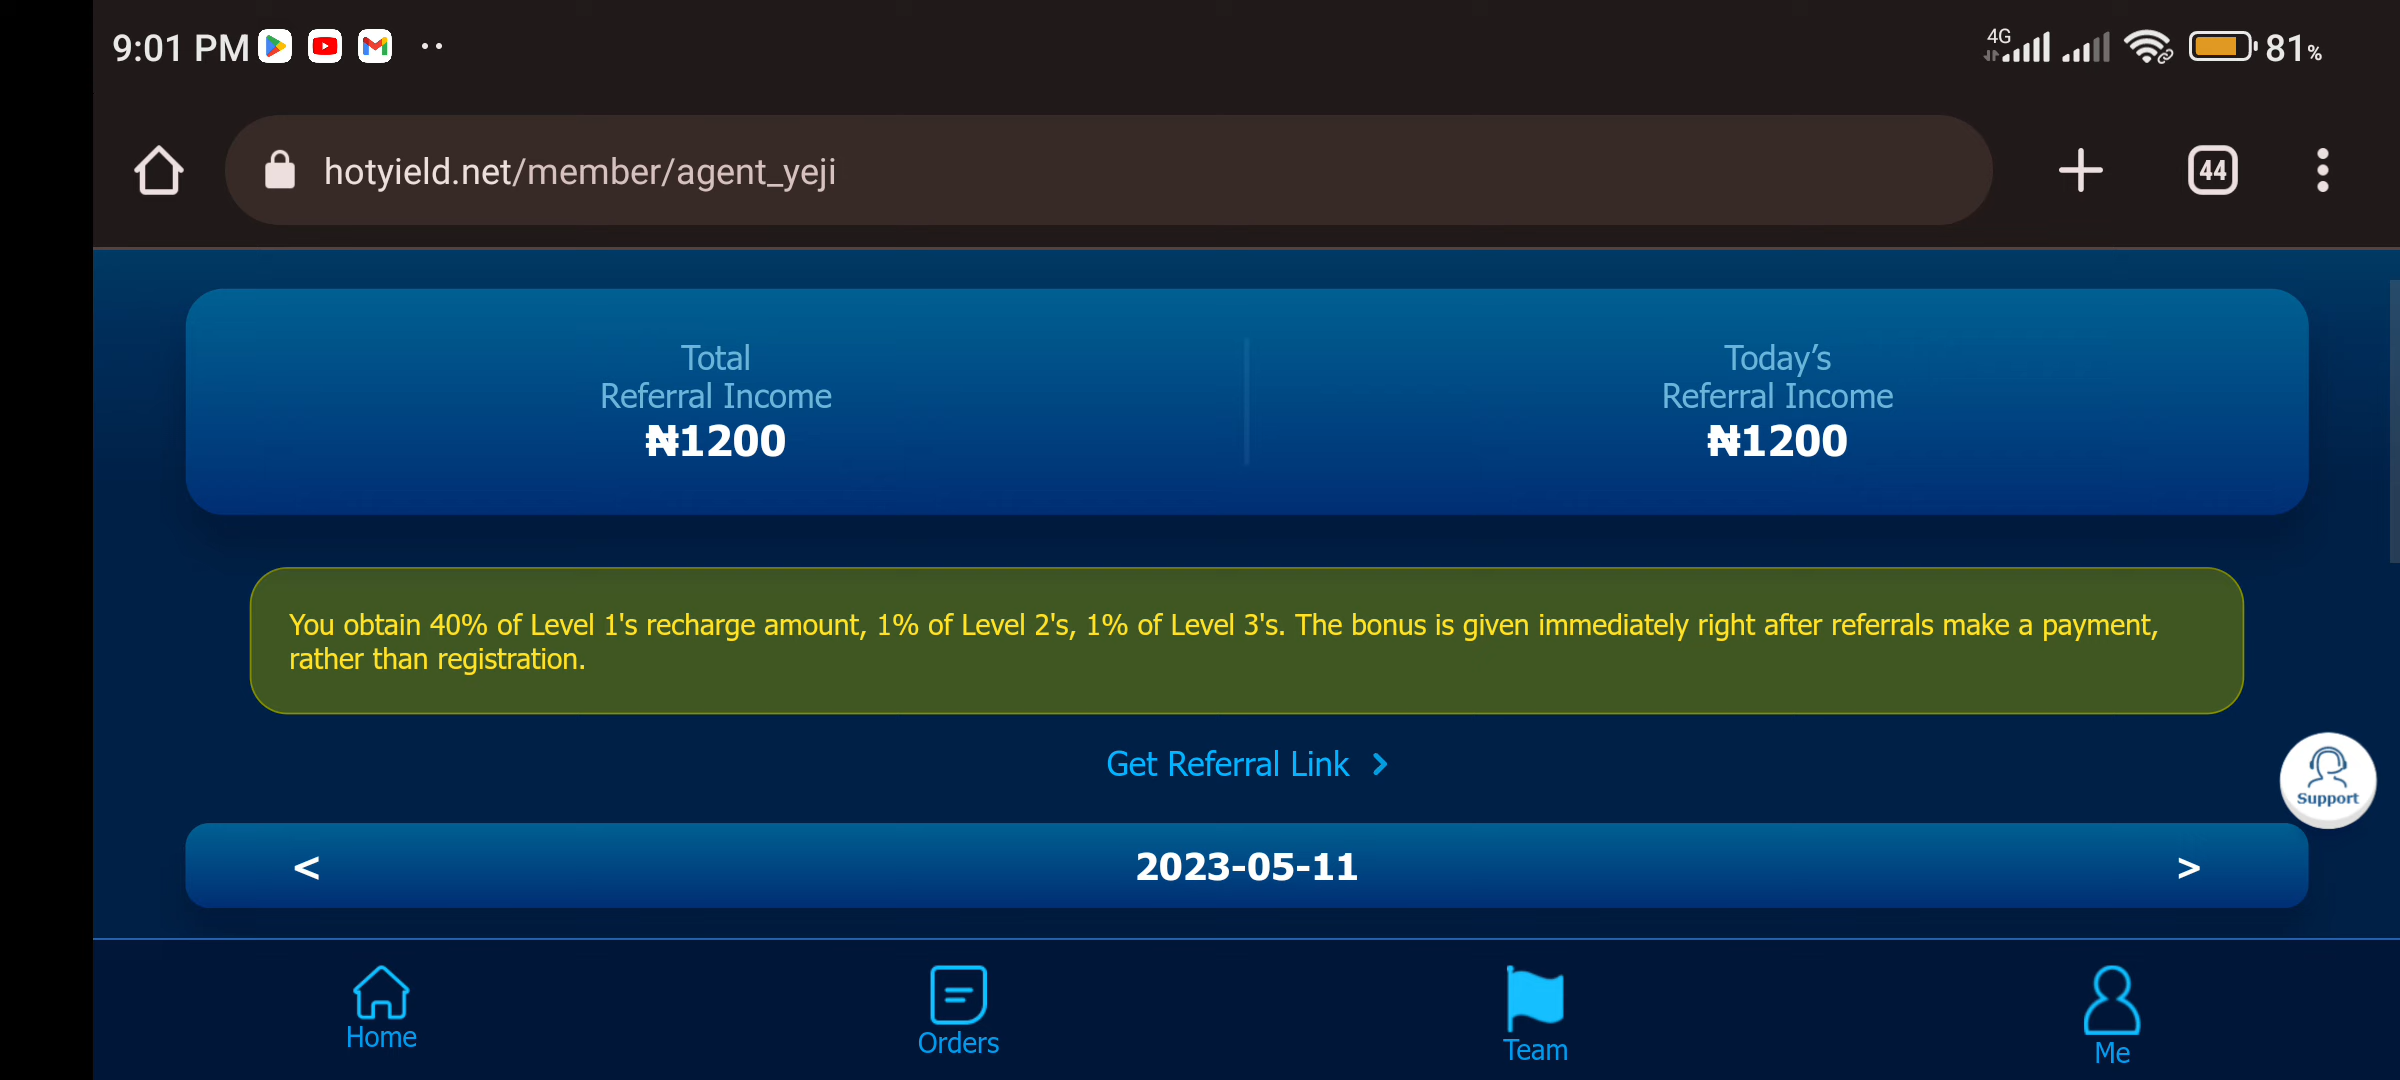 9:01 PM
4G
81%
hotyield.net/member/agent_yeji
44
Total
Referral Income
₦1200
Today’s
Referral Income
₦1200
You obtain 40% of Level 1's recharge amount, 1% of Level 2's, 1% of Level 3's. The bonus is given immediately right after referrals make a payment,
rather than registration.
Get Referral Link >
Support
< 2023-05-11 >
Home
Orders
Team
Me